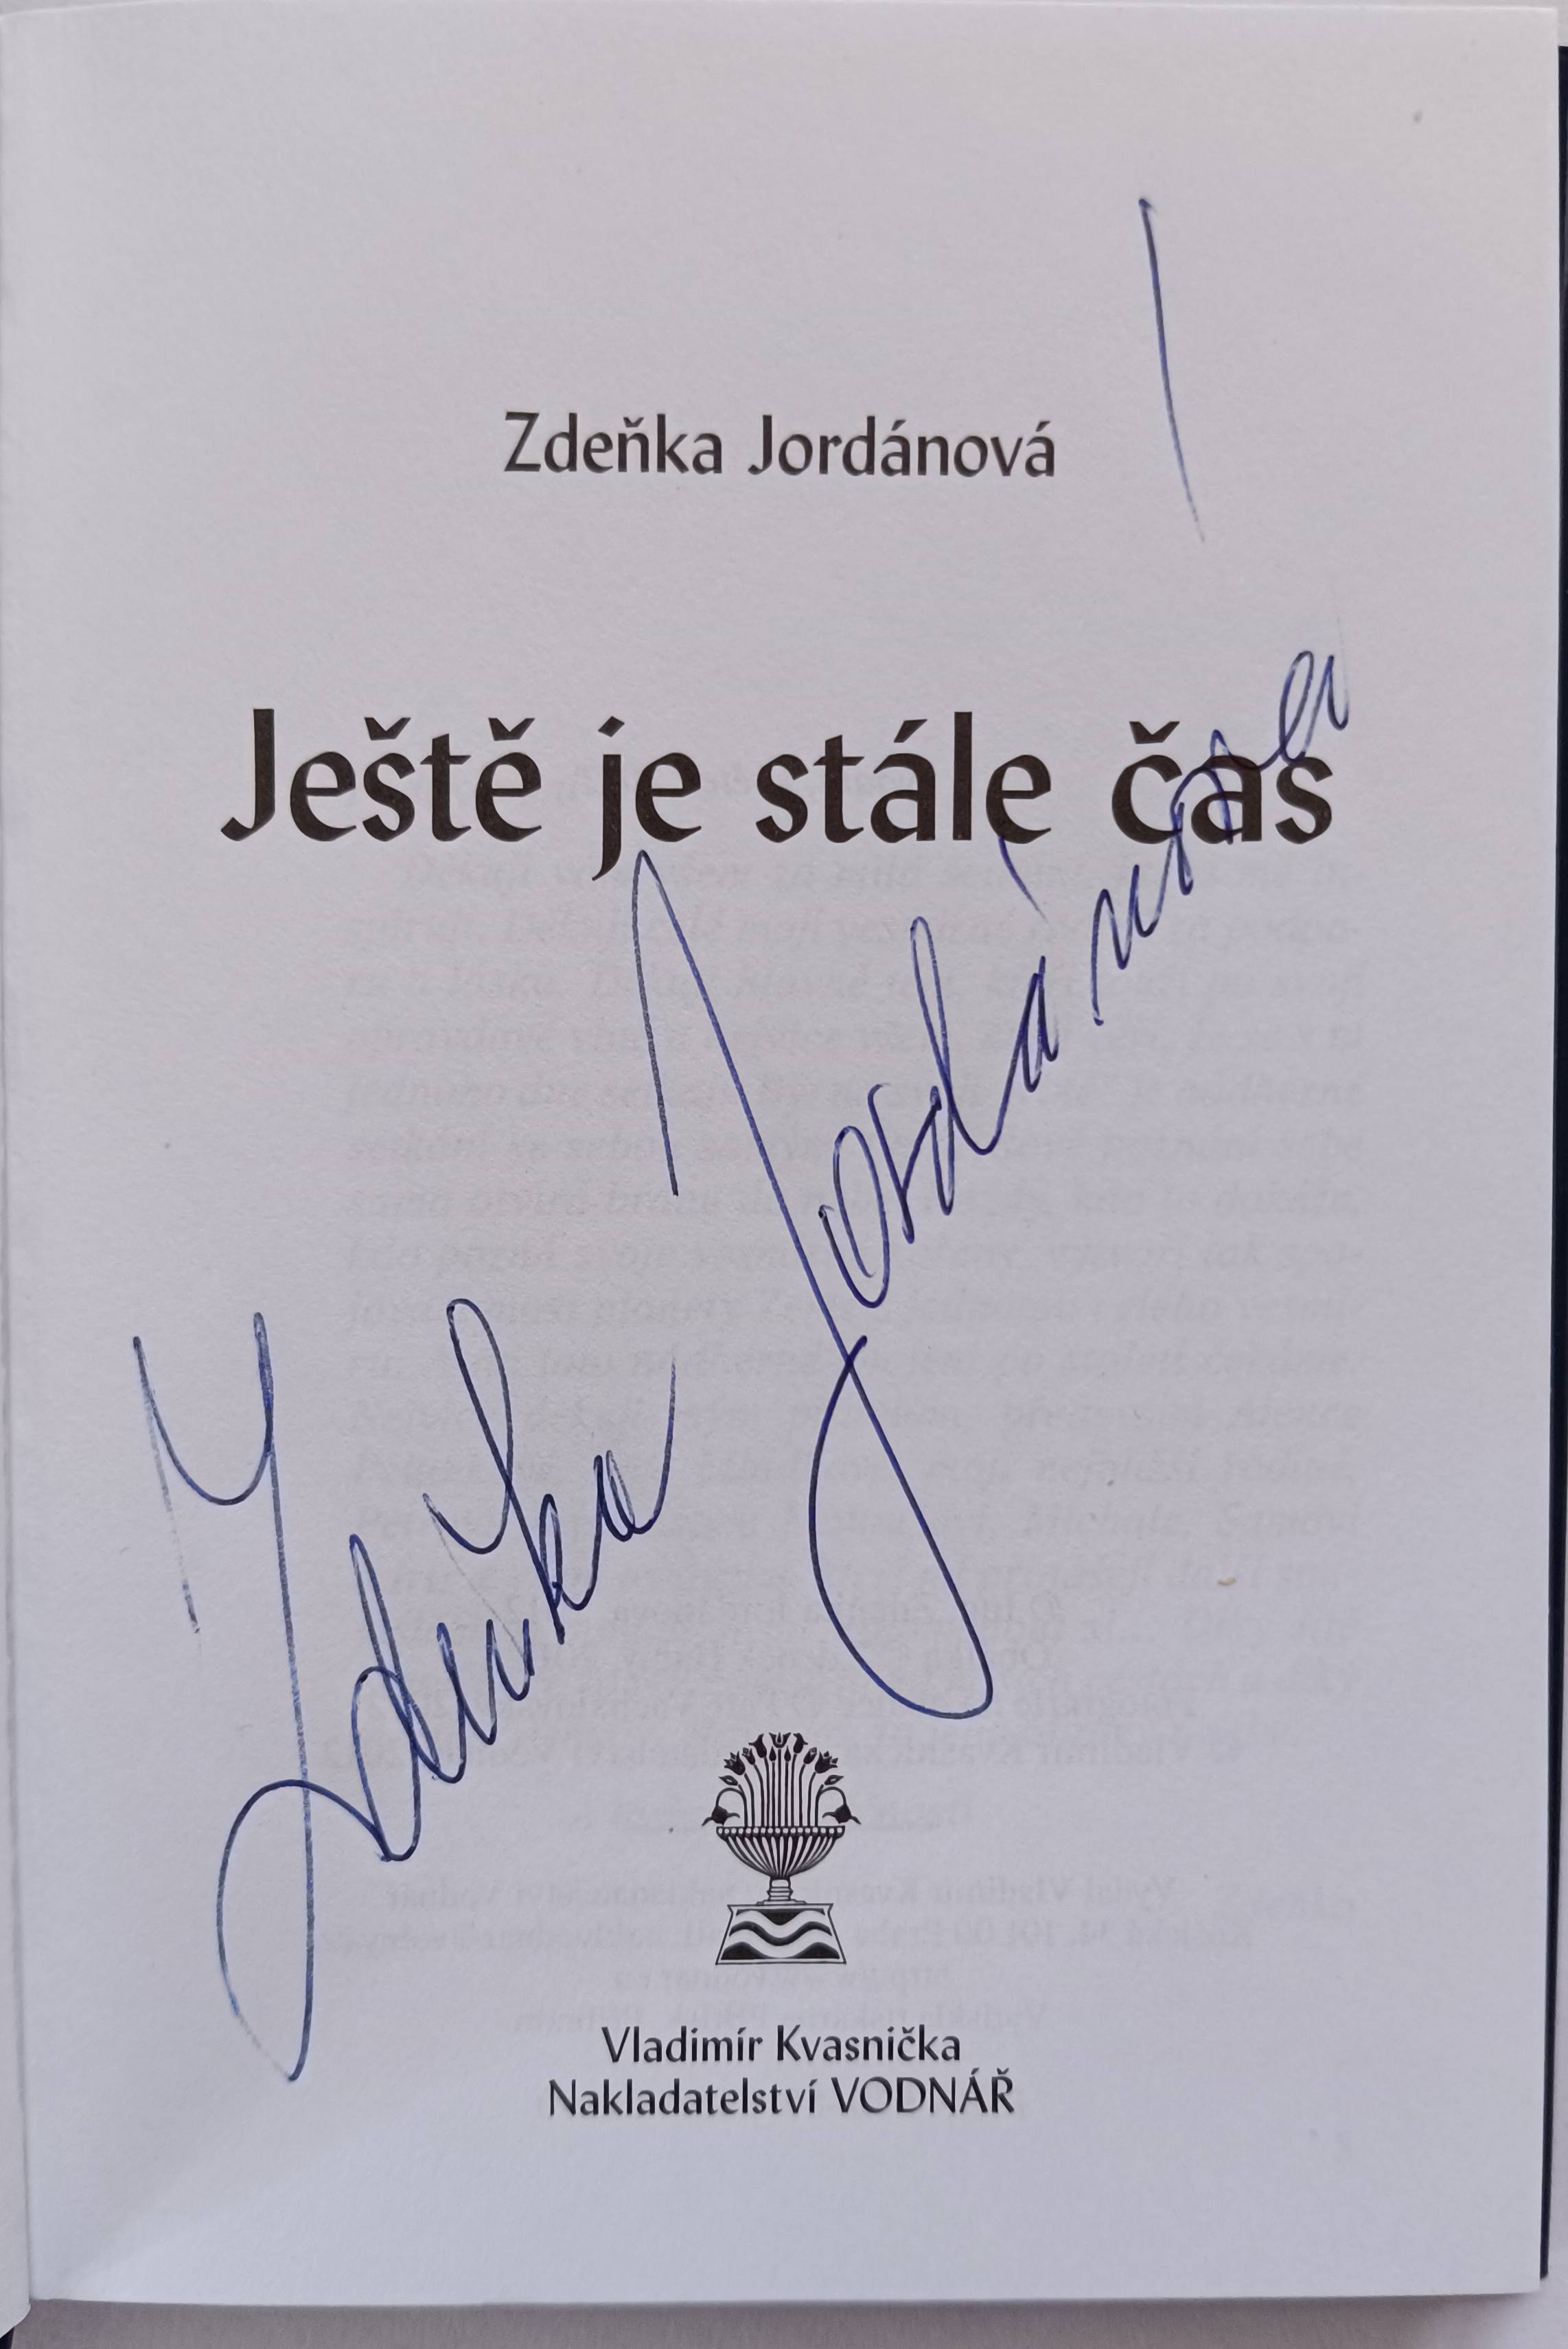 Zdeňka Jordánová
Ještě je stále čas
Zdeňka Jordánová
Vladimír Kvasnička
Nakladatelství VODNÁŘ